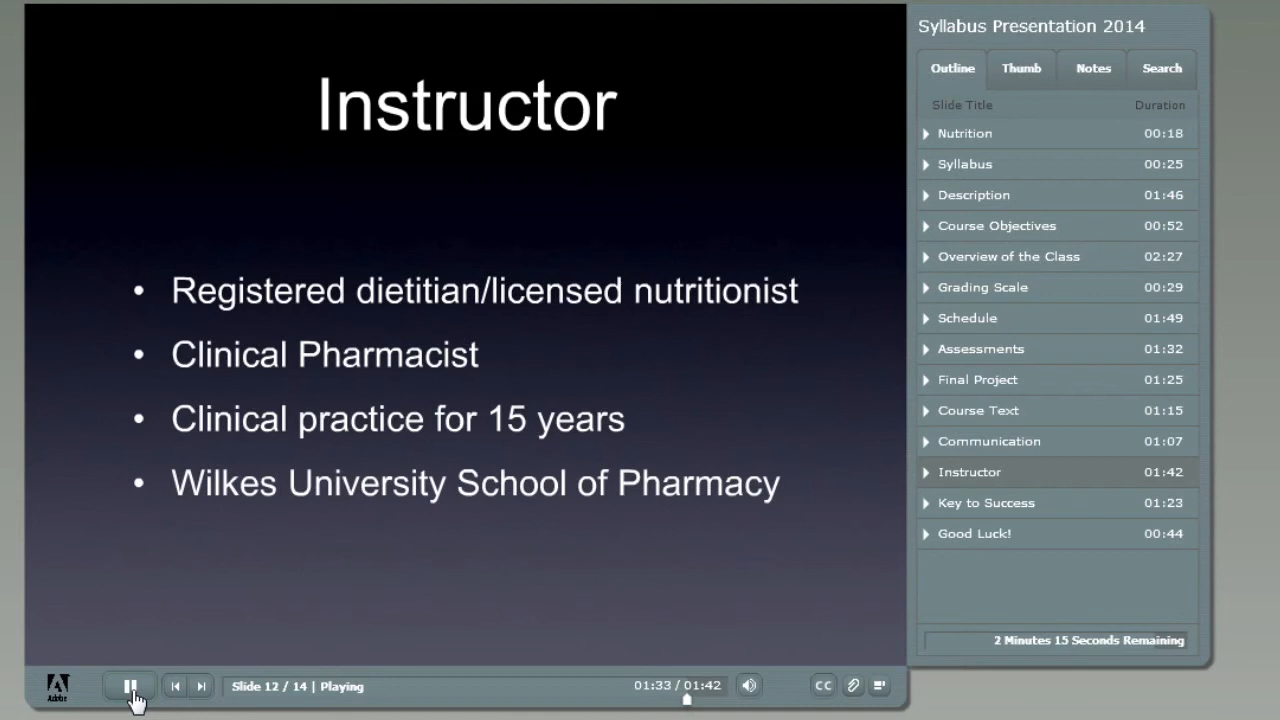 Instructor
• Registered dietitian/licensed nutritionist
• Clinical Pharmacist
• Clinical practice for 15 years
• Wilkes University School of Pharmacy
Syllabus Presentation 2014
Outline Thumb Notes Search
Slide Title Duration
Nutrition 00:18
Syllabus 00:25
Description 01:46
Course Objectives 00:52
Overview of the Class 02:27
Grading Scale 00:29
Schedule 01:49
Assessments 01:32
Final Project 01:25
Course Text 01:15
Communication 01:07
Instructor 01:42
Key to Success 01:23
Good Luck! 00:44
2 Minutes 15 Seconds Remaining
Adobe
Slide 12 / 14 | Playing
01:33 / 01:42
CC